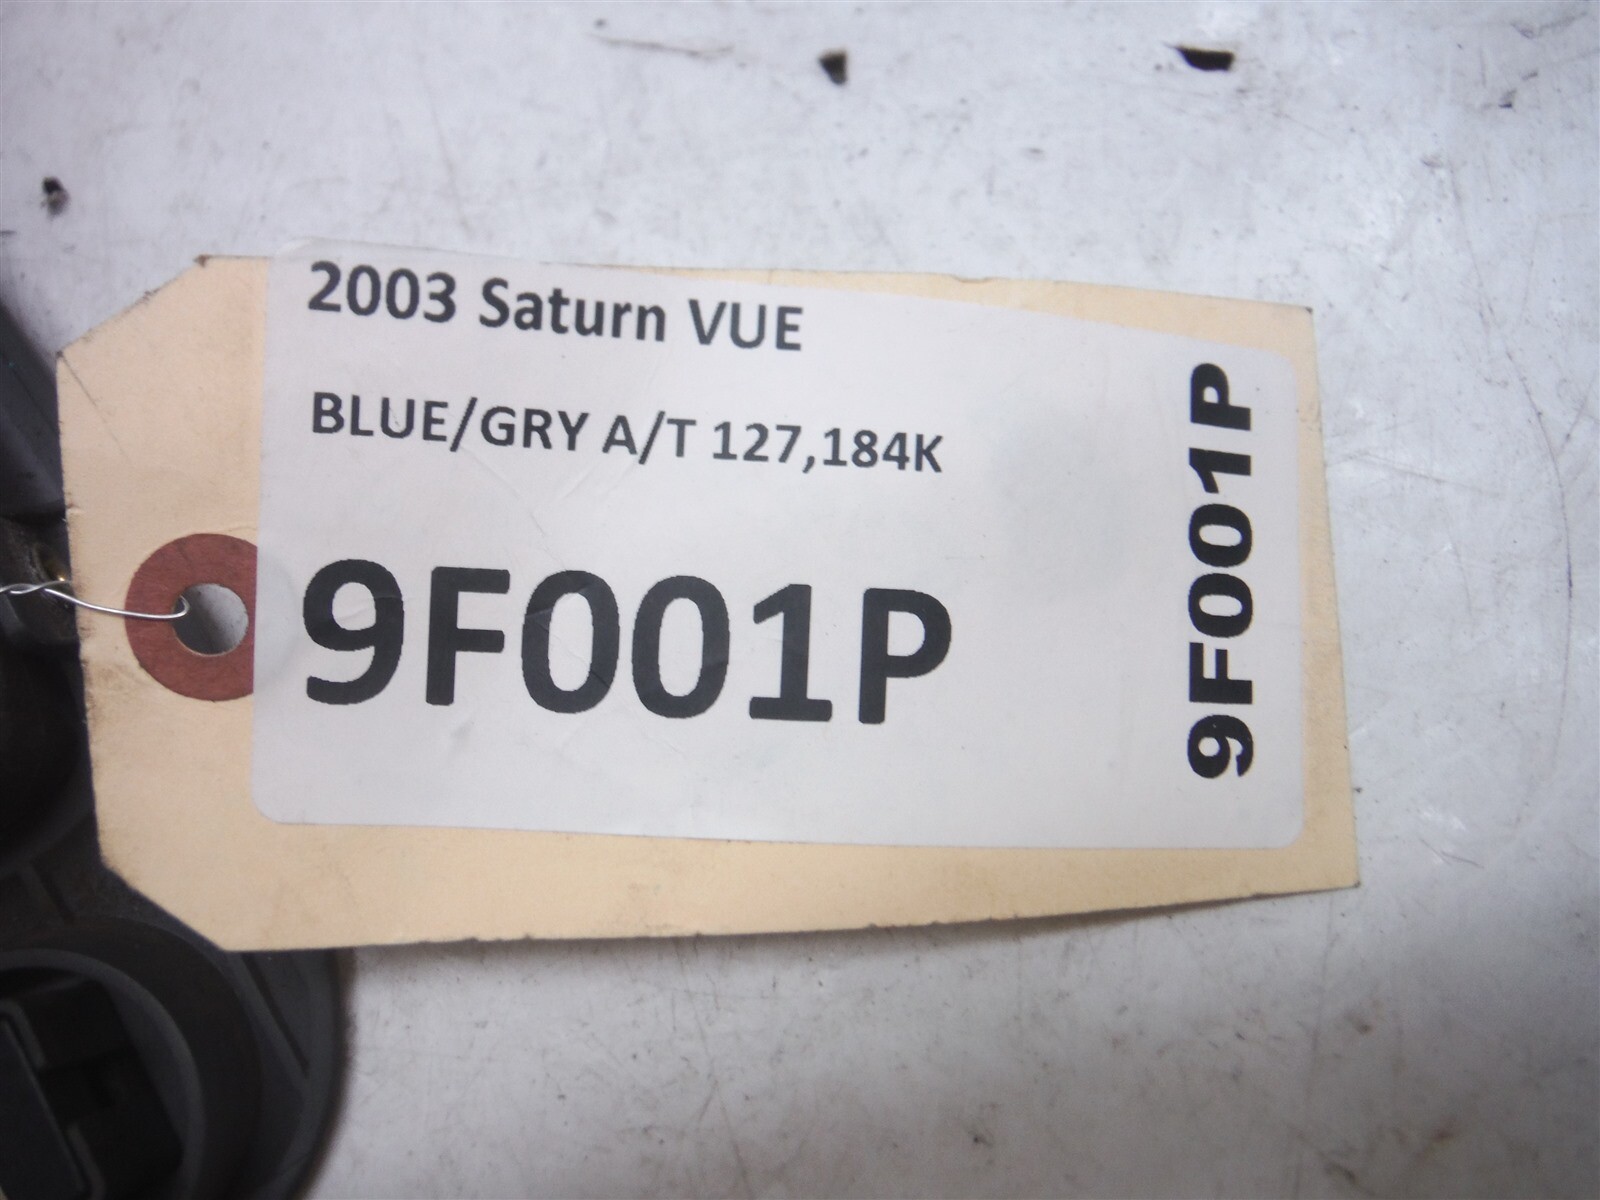 2003 Saturn VUE
BLUE/GRY A/T 127,184K
9F001P
9F001P